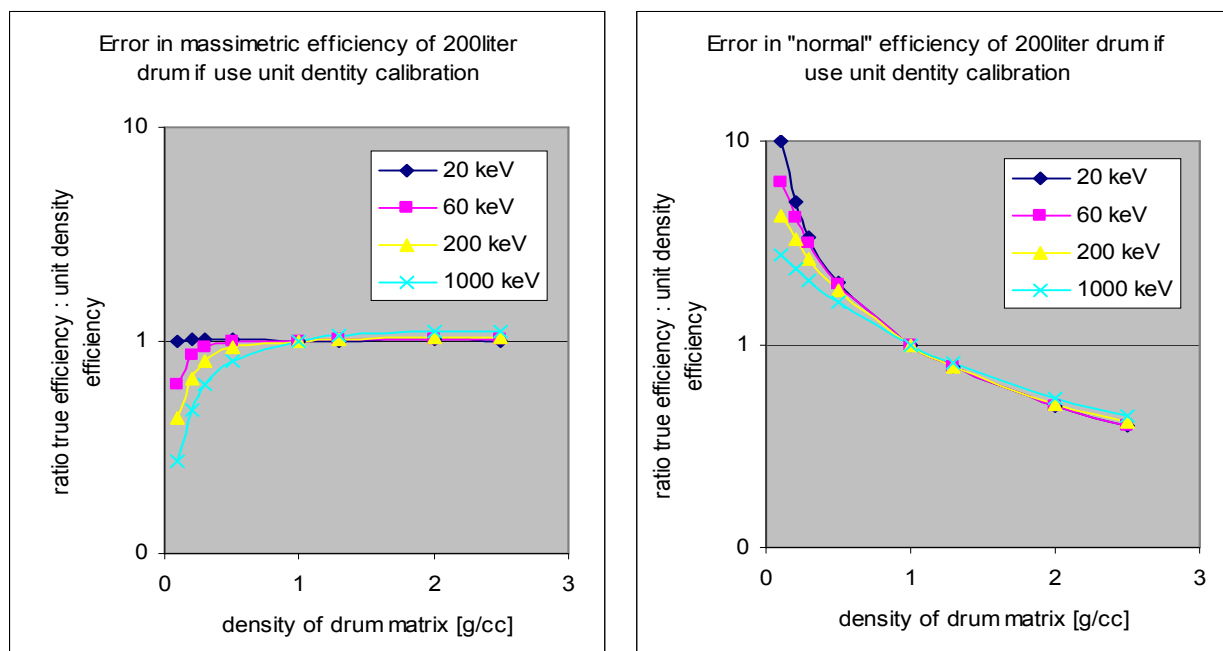 Error in massimetric efficiency of 200liter
drum if use unit dentity calibration
10
1
0
ratio true efficiency : unit density
efficiency
20 keV
60 keV
200 keV
1000 keV
0
1
2
3
density of drum matrix [g/cc]
Error in "normal" efficiency of 200liter drum if
use unit dentity calibration
10
1
0
ratio true efficiency : unit density
efficiency
20 keV
60 keV
200 keV
1000 keV
0
1
2
3
density of drum matrix [g/cc]